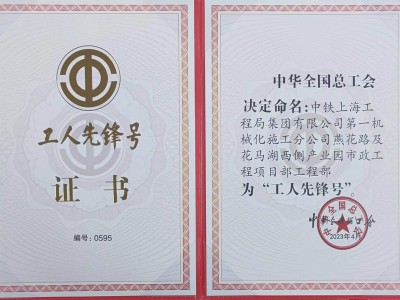 工人先锋号
证书
编号：0595
中华全国总工会
决定命名：中铁上海工
程局集团有限公司第一机
械化施工分公司燕花路及
花马湖西侧产业园市政工
程项目部工程部
为“工人先锋号”。
2023年4月